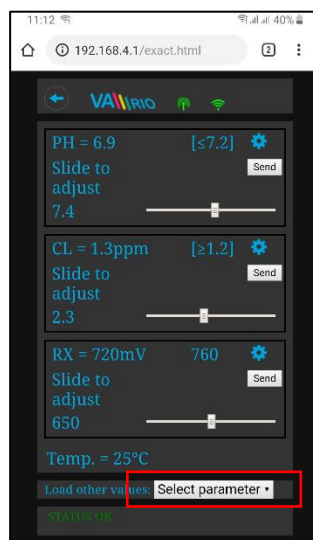 11:12 40%
192.168.4.1/exact.html 2
VAIIIRIO
PH = 6.9 [≤7.2]
Slide to Send
adjust
7.4
CL = 1.3ppm [≥1.2]
Slide to Send
adjust
2.3
RX = 720mV 760
Slide to Send
adjust
650
Temp. = 25°C
Load other values: Select parameter
STATUS OK